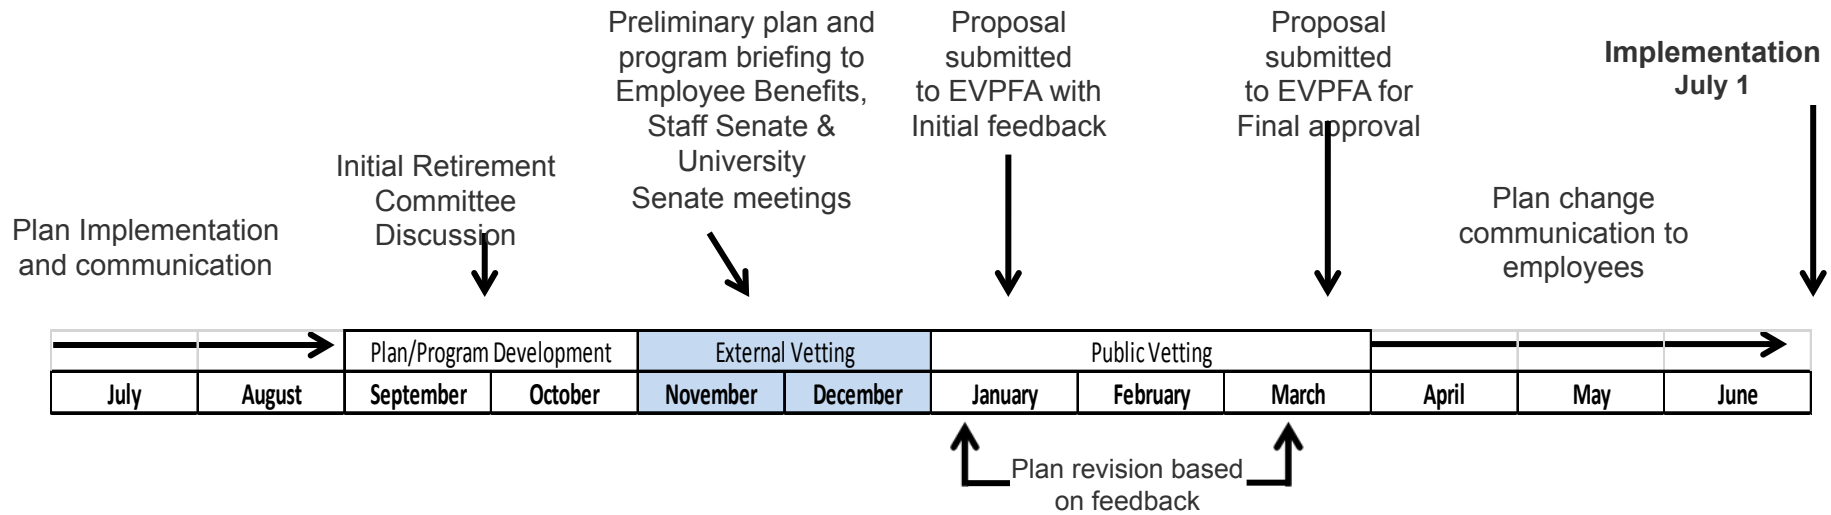 Plan Implementation
and communication
Initial Retirement
Committee
Discussion
Preliminary plan and
program briefing to
Employee Benefits,
Staff Senate &
University
Senate meetings
Proposal
submitted
to EVPFA with
Initial feedback
Proposal
submitted
to EVPFA for
Final approval
Plan change
communication to
employees
Implementation
July 1
Plan/Program Development
External Vetting
Public Vetting
July
August
September
October
November
December
January
February
March
April
May
June
Plan revision based
on feedback